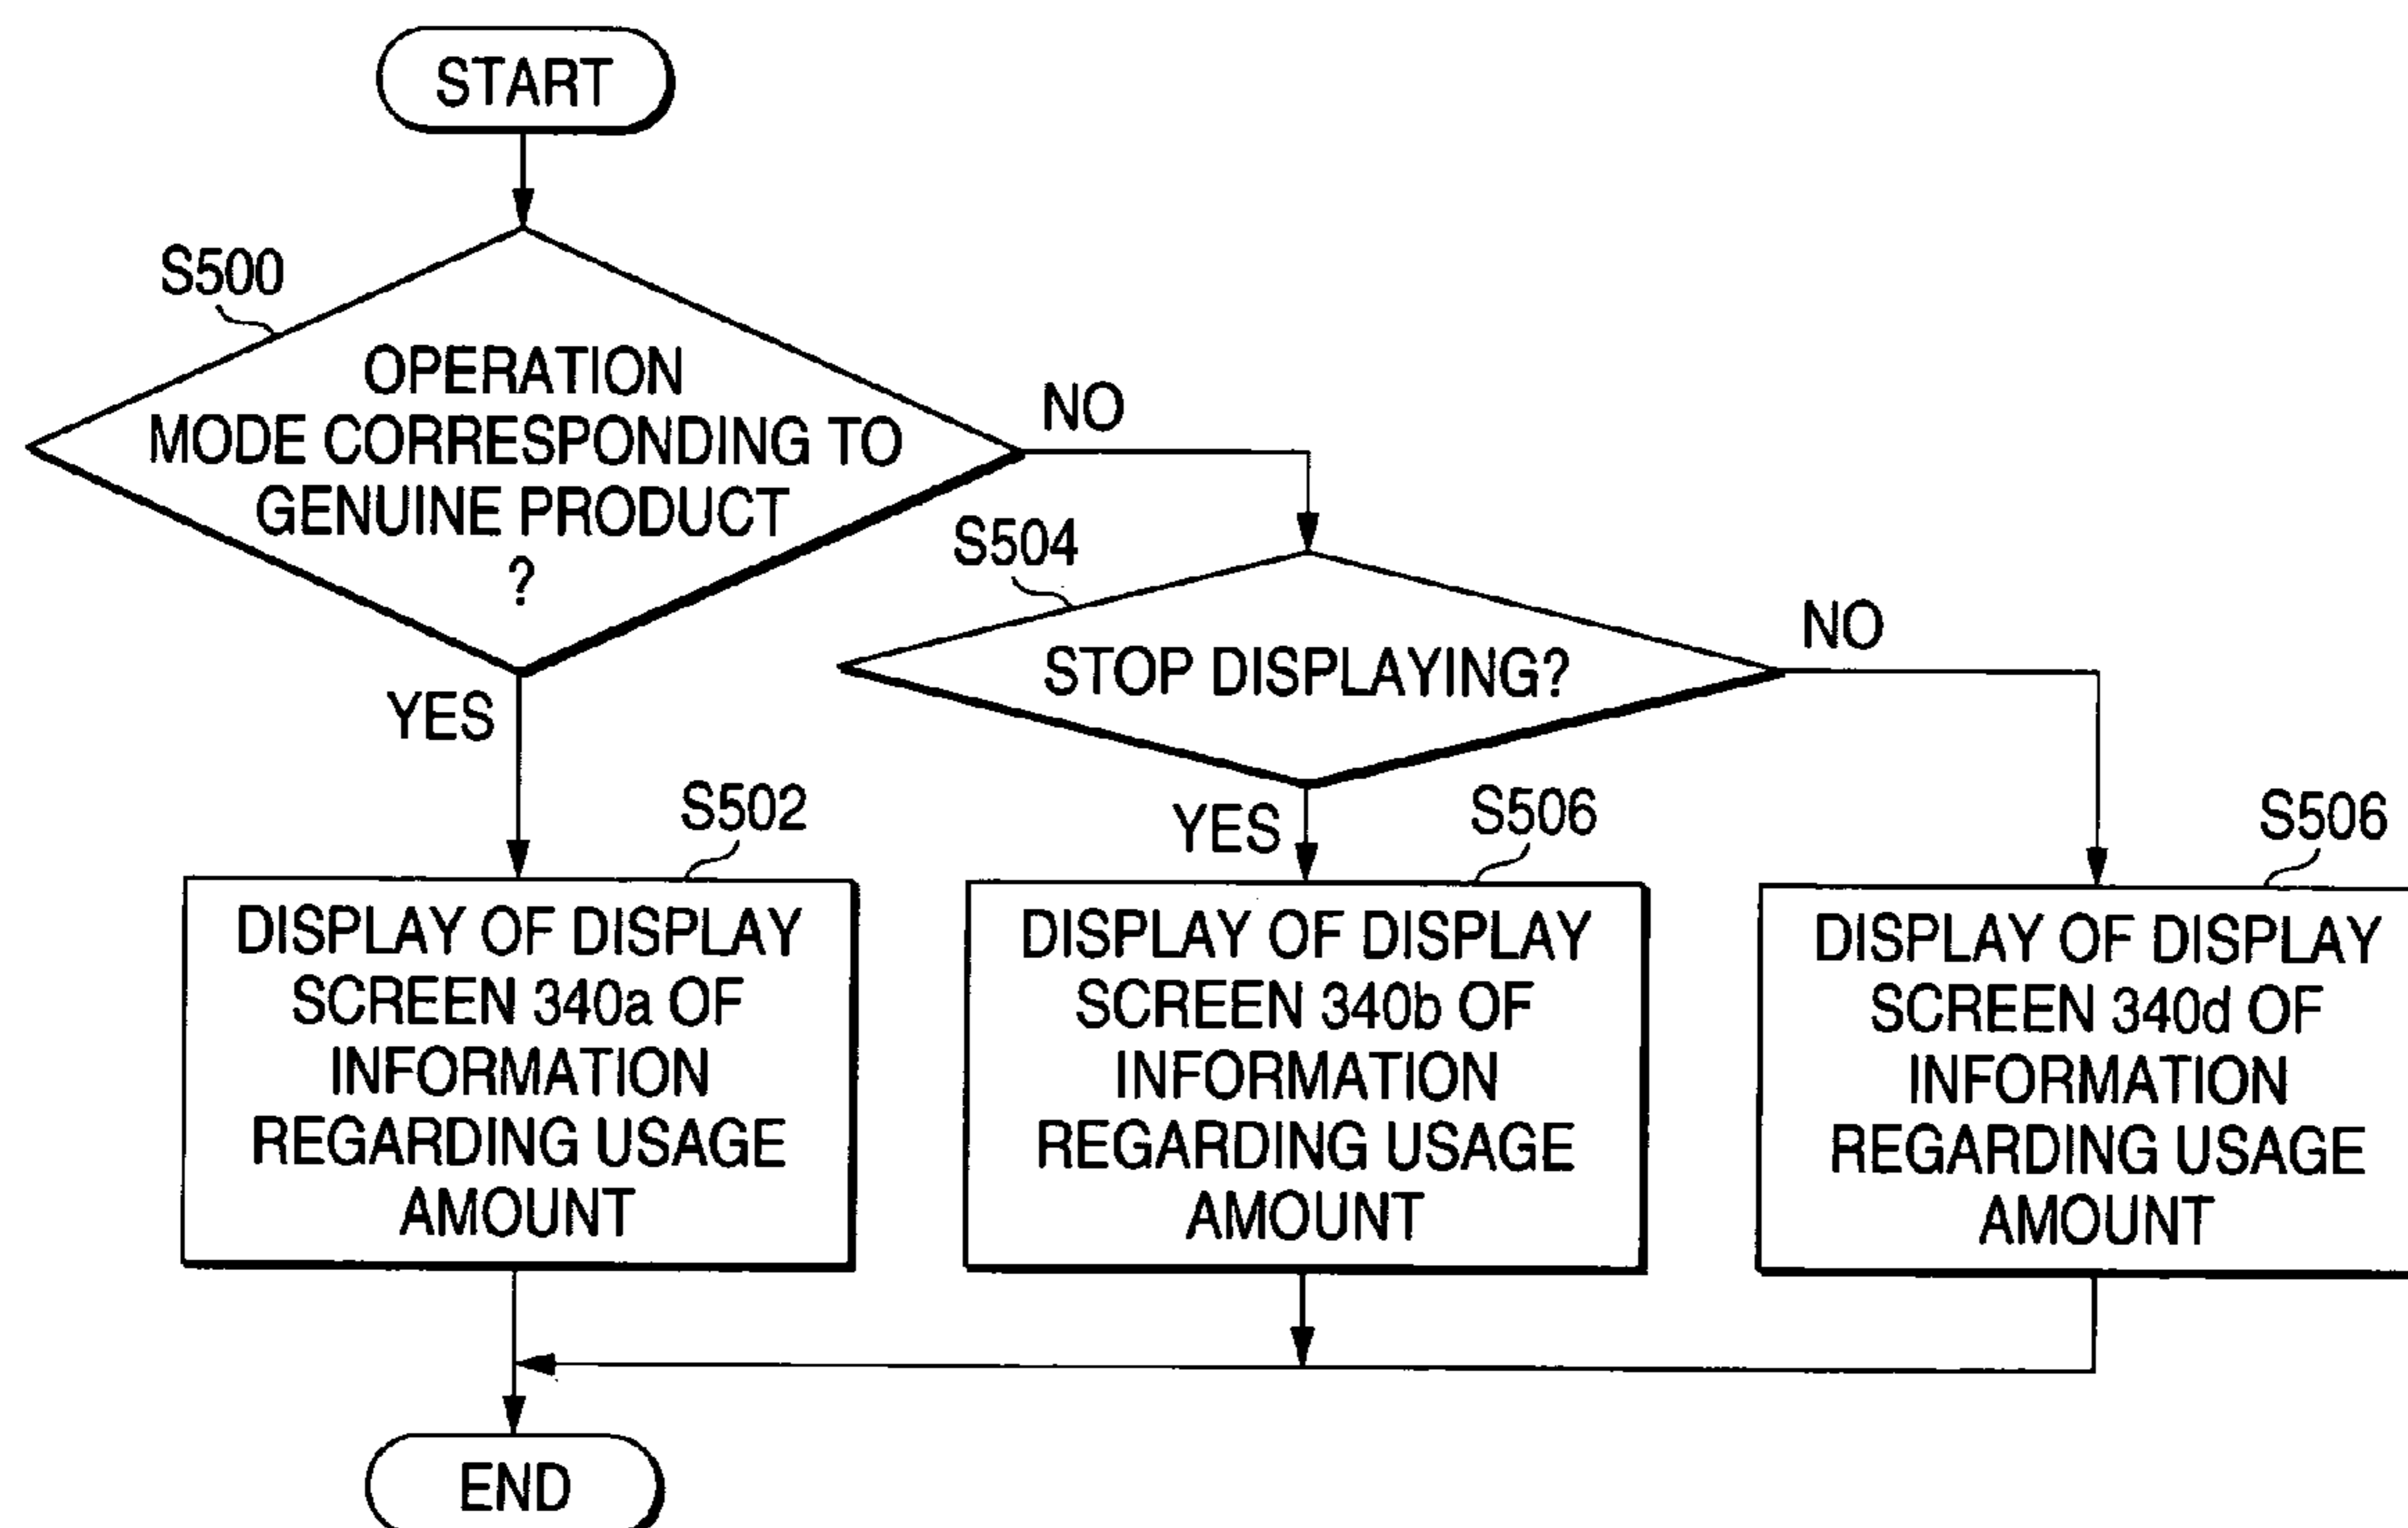 START
S500
OPERATION
MODE CORRESPONDING TO
GENUINE PRODUCT
?
NO
YES
S504
STOP DISPLAYING?
NO
YES
S502
DISPLAY OF DISPLAY
SCREEN 340a OF
INFORMATION
REGARDING USAGE
AMOUNT
S506
DISPLAY OF DISPLAY
SCREEN 340b OF
INFORMATION
REGARDING USAGE
AMOUNT
S506
DISPLAY OF DISPLAY
SCREEN 340d OF
INFORMATION
REGARDING USAGE
AMOUNT
END